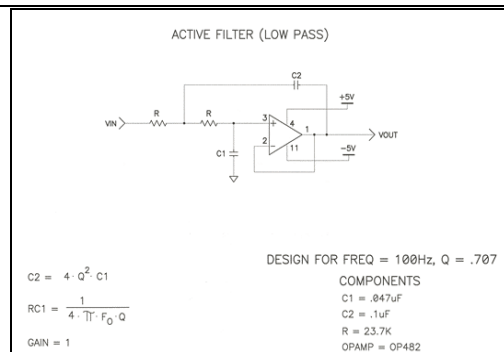 ACTIVE FILTER (LOW PASS)
C2
+5V
VIN
R
R
3
+
4
1
VOUT
2
-
11
C1
-5V
DESIGN FOR FREQ = 100Hz, Q = .707
C2 = 4·Q²·C1
RC1 = 1 / 4·π·F₀·Q
GAIN = 1
COMPONENTS
C1 = .047uF
C2 = .1uF
R = 23.7K
OPAMP = OP482